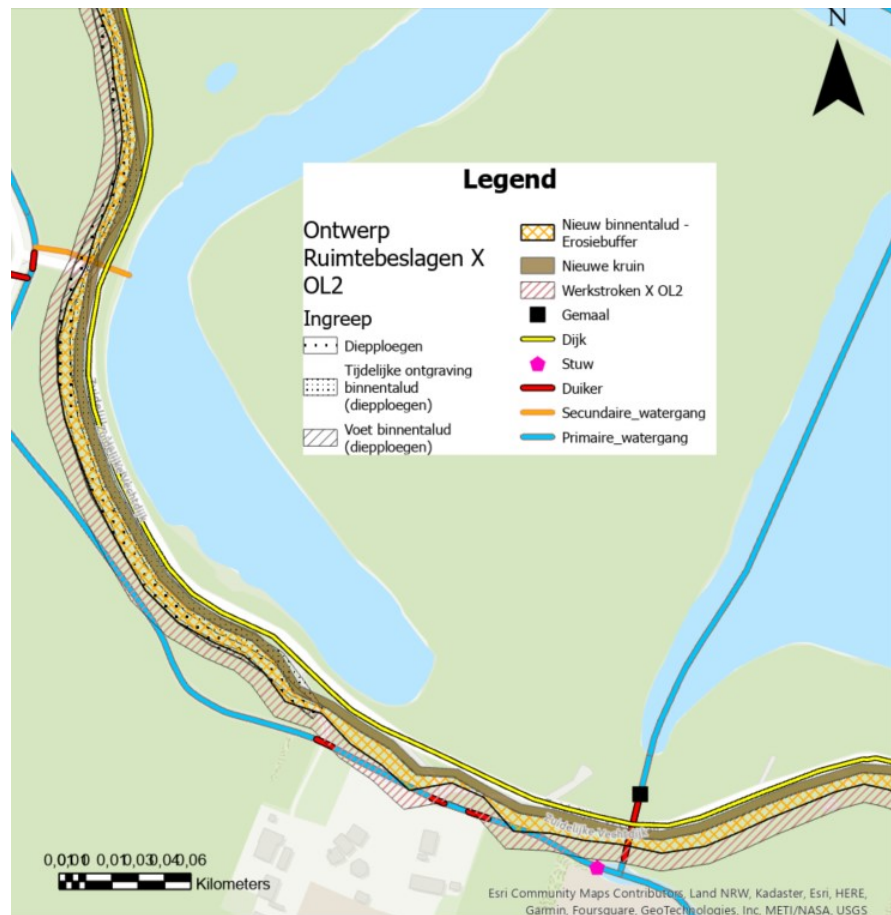 N
Legend
Ontwerp
Ruimtebeslagen X
OL2
Ingreep
Diepploegen
Tijdelijke ontgraving
binnentalud
(diepploegen)
Voet binnentalud
(diepploegen)
Nieuw binnentalud -
Erosiebuffer
Nieuwe kruin
Werkstroken X OL2
Gemaal
Dijk
Stuw
Duiker
Secundaire_watergang
Primaire_watergang
Zuidelijke-Vechtdijk
Kilometers
Esri Community Maps Contributors, Land NRW, Kadaster, Esri, HERE,
Garmin, Foursquare, GeoTechnologies, Inc, METI/NASA, USGS